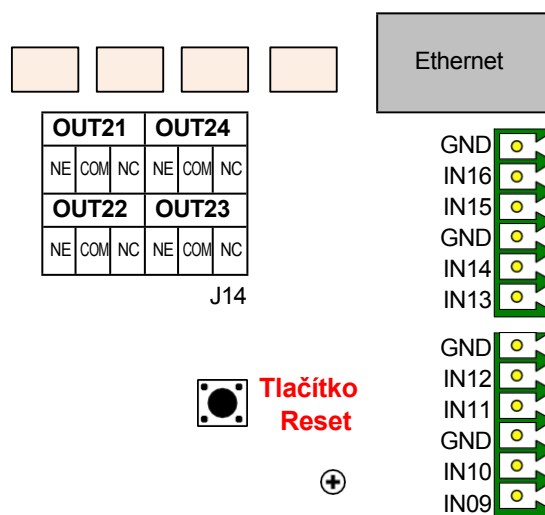 Ethernet
OUT21 OUT24
NE COM NC NE COM NC
OUT22 OUT23
NE COM NC NE COM NC
J14
GND
IN16
IN15
GND
IN14
IN13
GND
IN12
IN11
GND
IN10
IN09
Tlačítko
Reset